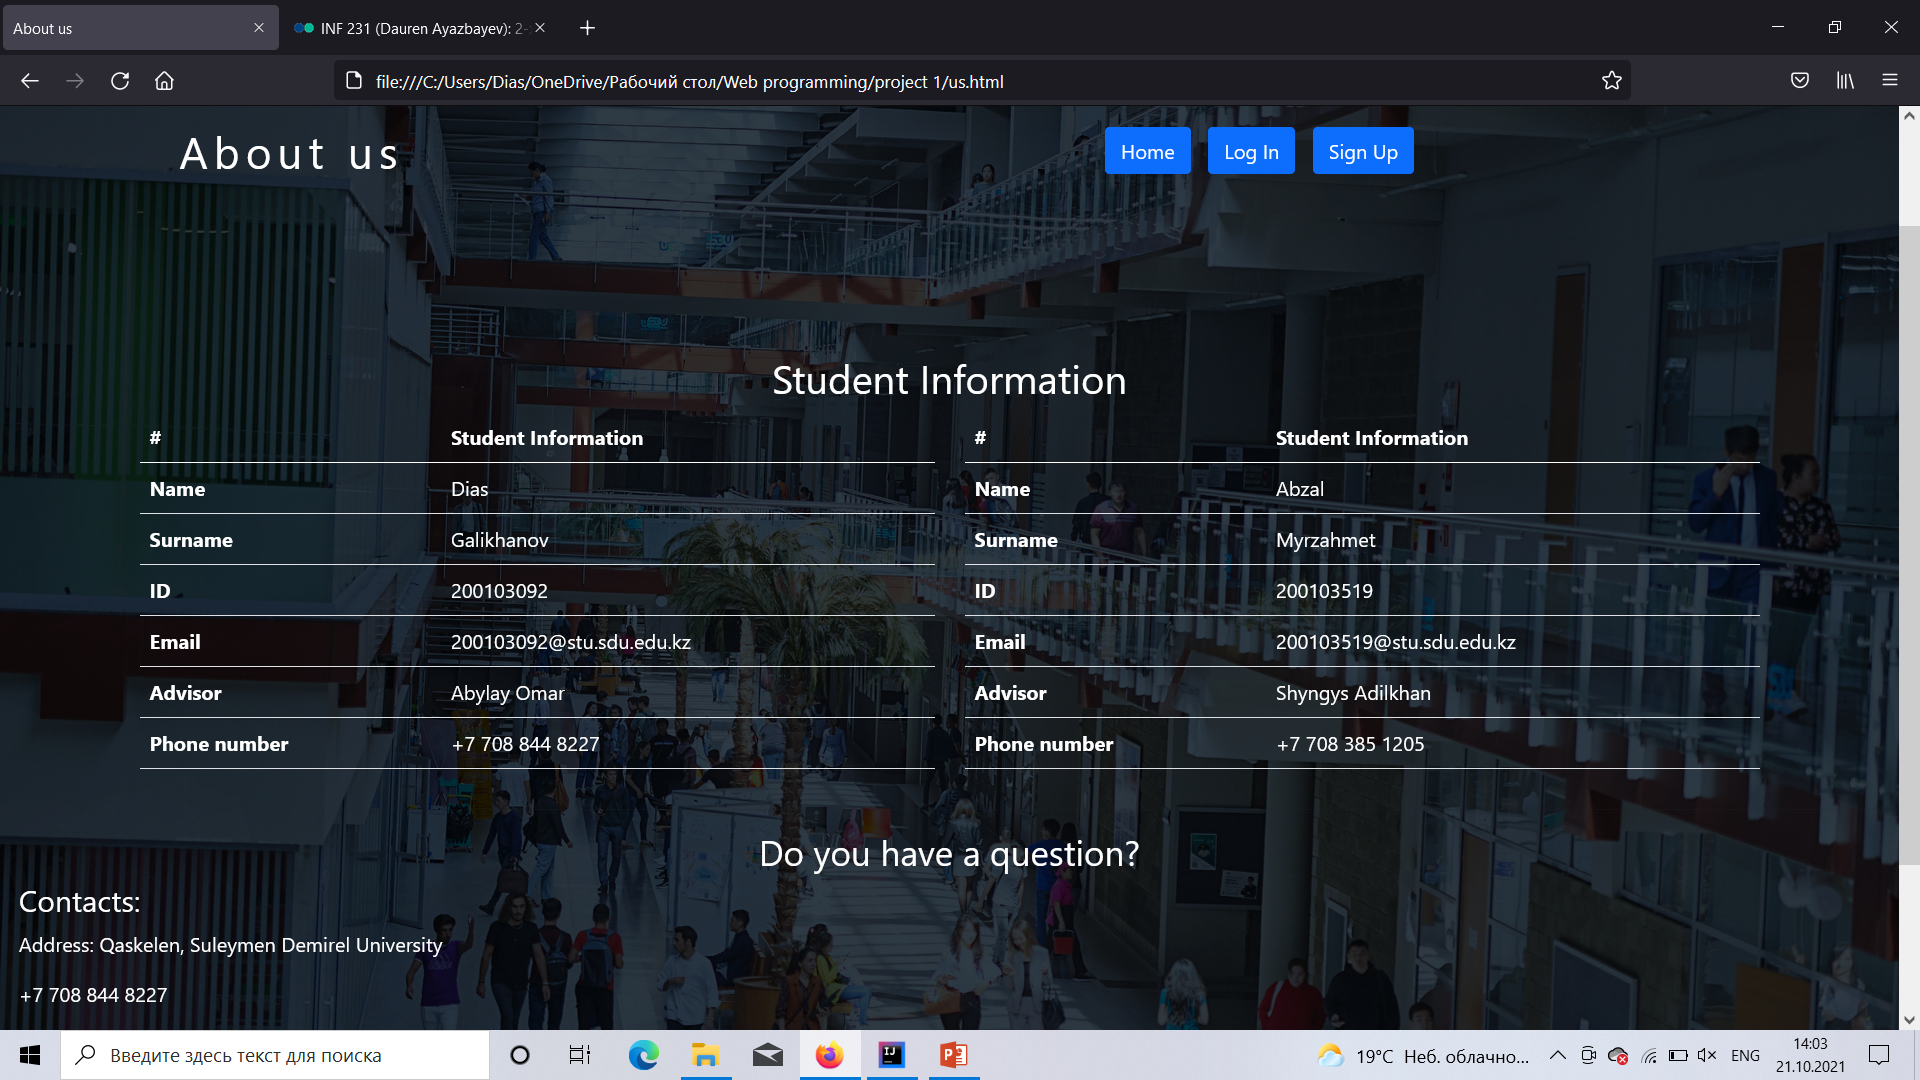 About us
INF 231 (Dauren Ayazbayev): 2-
file:///C:/Users/Dias/OneDrive/Рабочий стол/Web programming/project 1/us.html
About us
Home
Log In
Sign Up
Student Information
# Student Information
Name Dias
Surname Galikhanov
ID 200103092
Email 200103092@stu.sdu.edu.kz
Advisor Abylay Omar
Phone number +7 708 844 8227
# Student Information
Name Abzal
Surname Myrzahmet
ID 200103519
Email 200103519@stu.sdu.edu.kz
Advisor Shyngys Adilkhan
Phone number +7 708 385 1205
Do you have a question?
Contacts:
Address: Qaskelen, Suleymen Demirel University
+7 708 844 8227
Введите здесь текст для поиска
19°C Неб. облачно...
ENG
14:03
21.10.2021